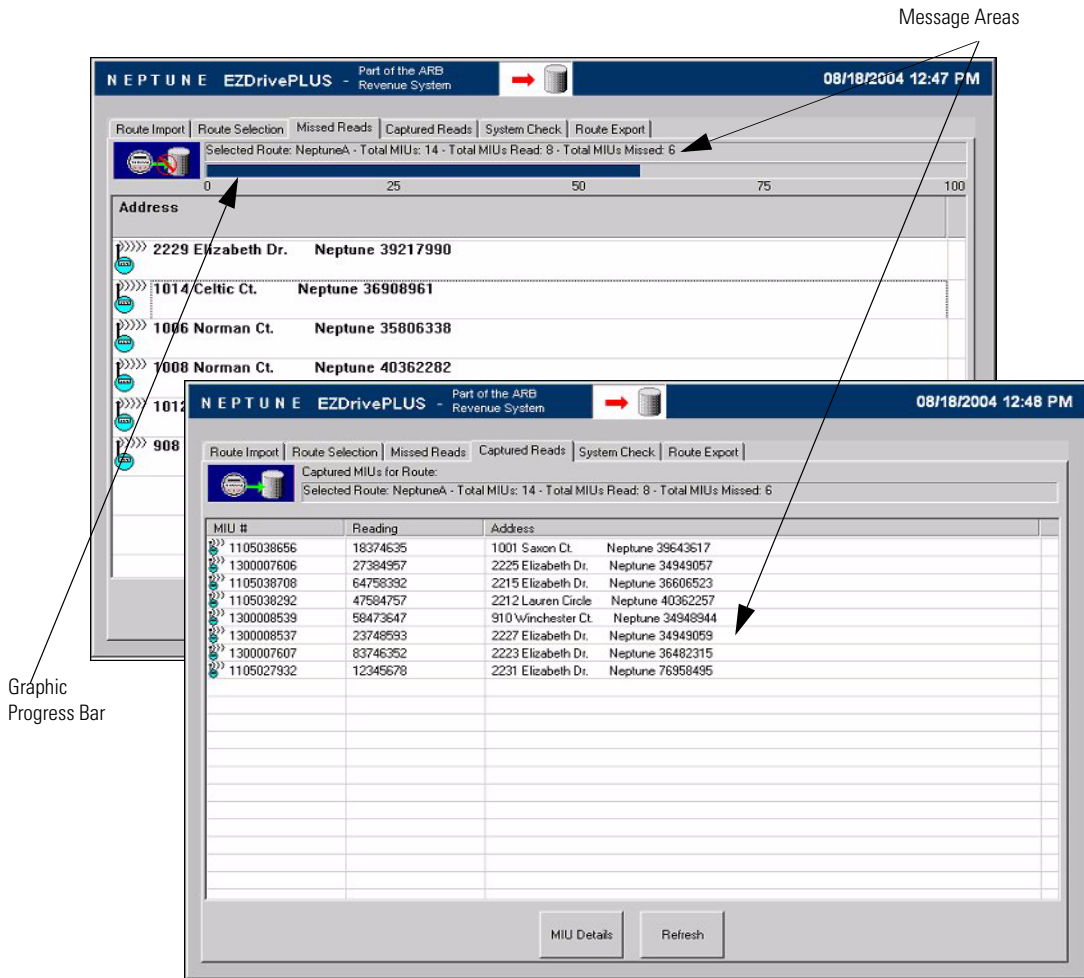 Message Areas
NEPTUNE EZDrivePLUS - Part of the ARB Revenue System 08/18/2004 12:47 PM
Route Import Route Selection Missed Reads Captured Reads System Check Route Export
Selected Route: NeptuneA - Total MIUs: 14 - Total MIUs Read: 8 - Total MIUs Missed: 6
0 25 50 75 100
Address
2229 Elizabeth Dr. Neptune 39217990
1014 Celtic Ct. Neptune 36908961
1006 Norman Ct. Neptune 35806338
1008 Norman Ct. Neptune 40362282
1012
908
NEPTUNE EZDrivePLUS - Part of the ARB Revenue System 08/18/2004 12:48 PM
Route Import Route Selection Missed Reads Captured Reads System Check Route Export
Captured MIUs for Route:
Selected Route: NeptuneA - Total MIUs: 14 - Total MIUs Read: 8 - Total MIUs Missed: 6
MIU # Reading Address
1105038656 18374635 1001 Saxon Ct. Neptune 39643617
1300007606 27384957 2225 Elizabeth Dr. Neptune 34949057
1105038708 64758392 2215 Elizabeth Dr. Neptune 36606523
1105038292 47584757 2212 Lauren Circle Neptune 40362257
1300008539 58473647 910 Winchester Ct. Neptune 34948944
1300008537 23748593 2227 Elizabeth Dr. Neptune 34949059
1300007607 83746352 2223 Elizabeth Dr. Neptune 36482315
1105027932 12345678 2231 Elizabeth Dr. Neptune 76958495
MIU Details Refresh
Graphic
Progress Bar